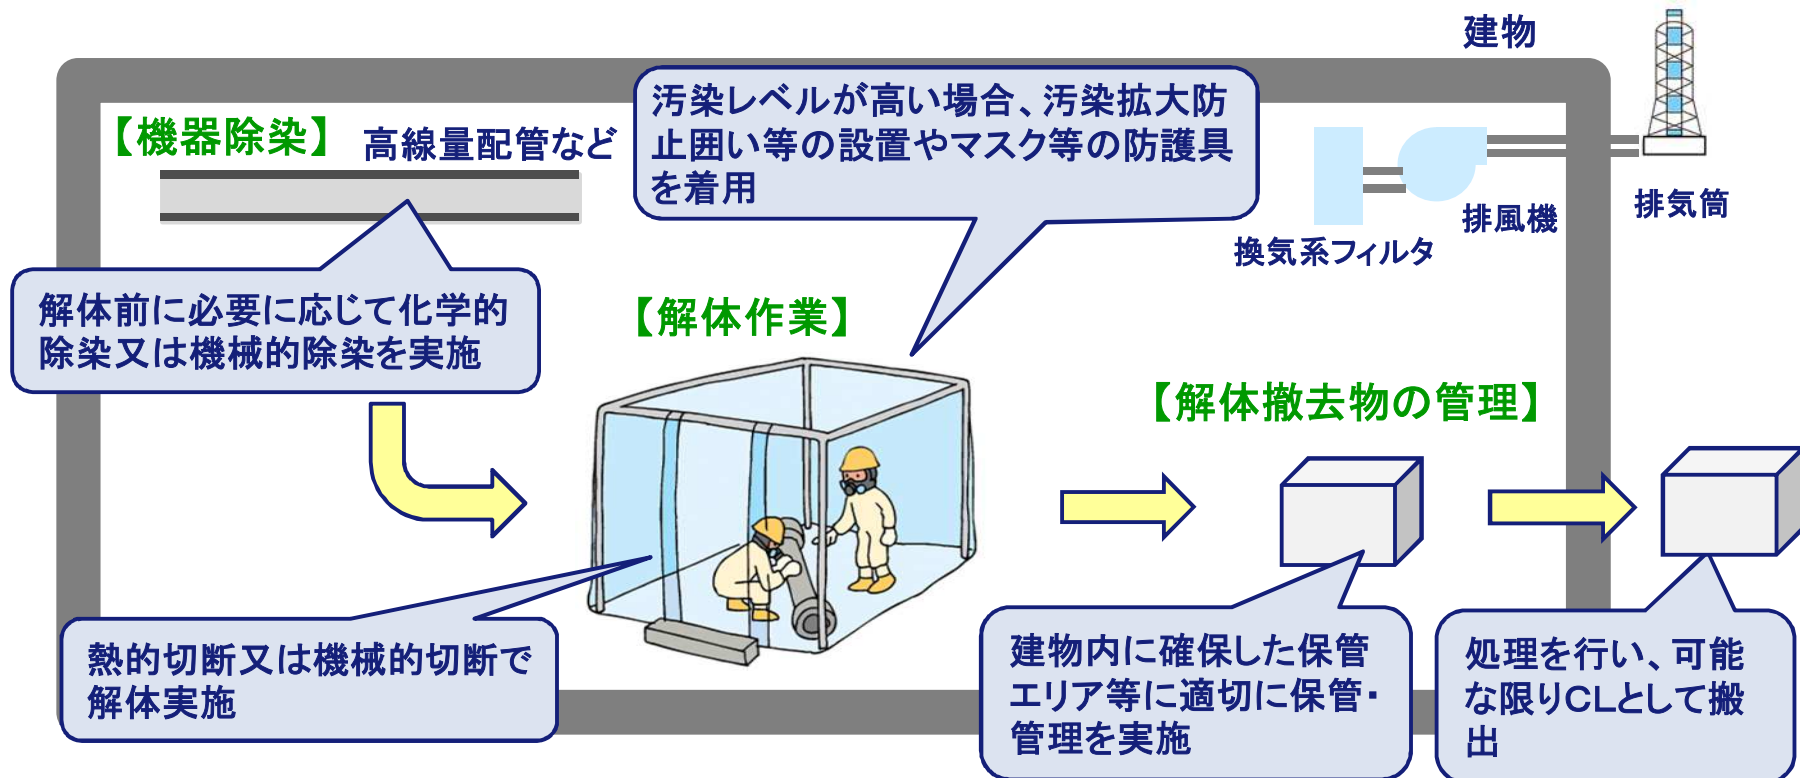 建物
【機器除染】 高線量配管など
汚染レベルが高い場合、汚染拡大防
止囲い等の設置やマスク等の防護具
を着用
換気系フィルタ
排風機
排気筒
解体前に必要に応じて化学的
除染又は機械的除染を実施
【解体作業】
熱的切断又は機械的切断で
解体実施
【解体撤去物の管理】
建物内に確保した保管
エリア等に適切に保管・
管理を実施
処理を行い、可能
な限りCLとして搬
出